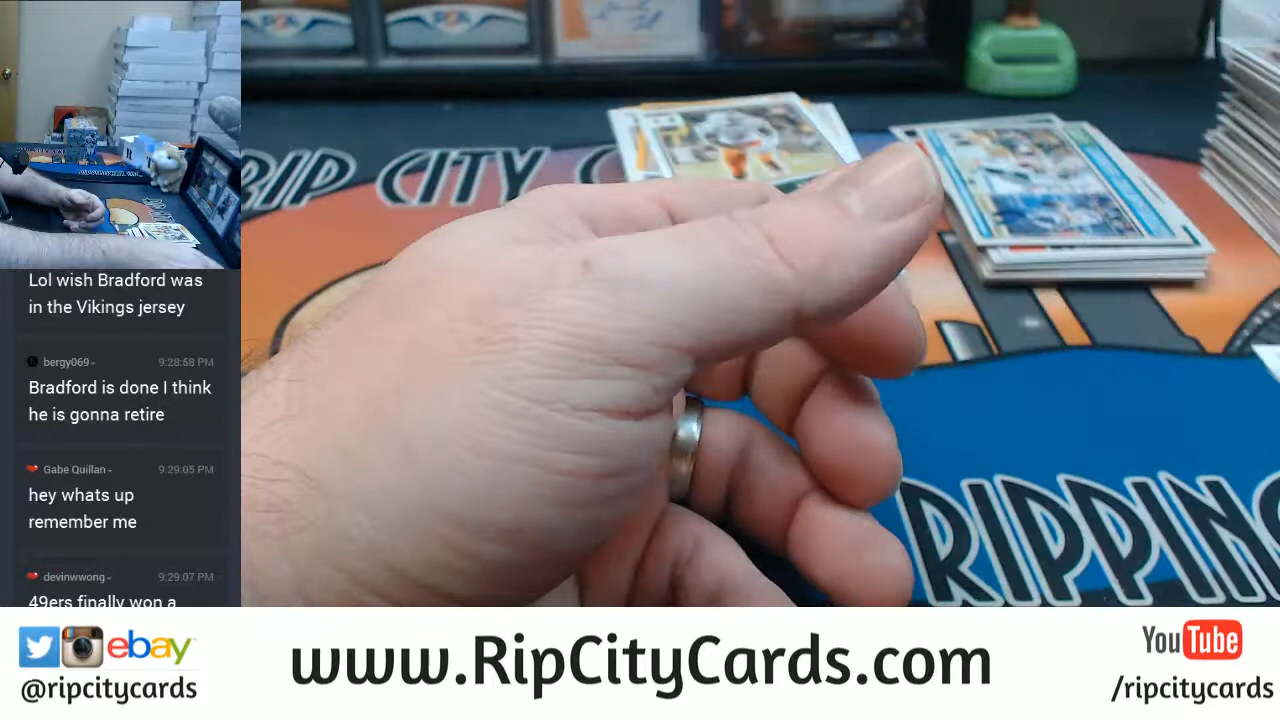 Lol wish Bradford was
in the Vikings jersey
bergy069
9:28:58 PM
Bradford is done I think
he is gonna retire
Gabe Quillan
9:29:05 PM
hey whats up
remember me
devinwwong
9:29:07 PM
49ers finally won a
RIP CITY
RIPPING
ebay
@ripcitycards
www.RipCityCards.com
YouTube
/ripcitycards